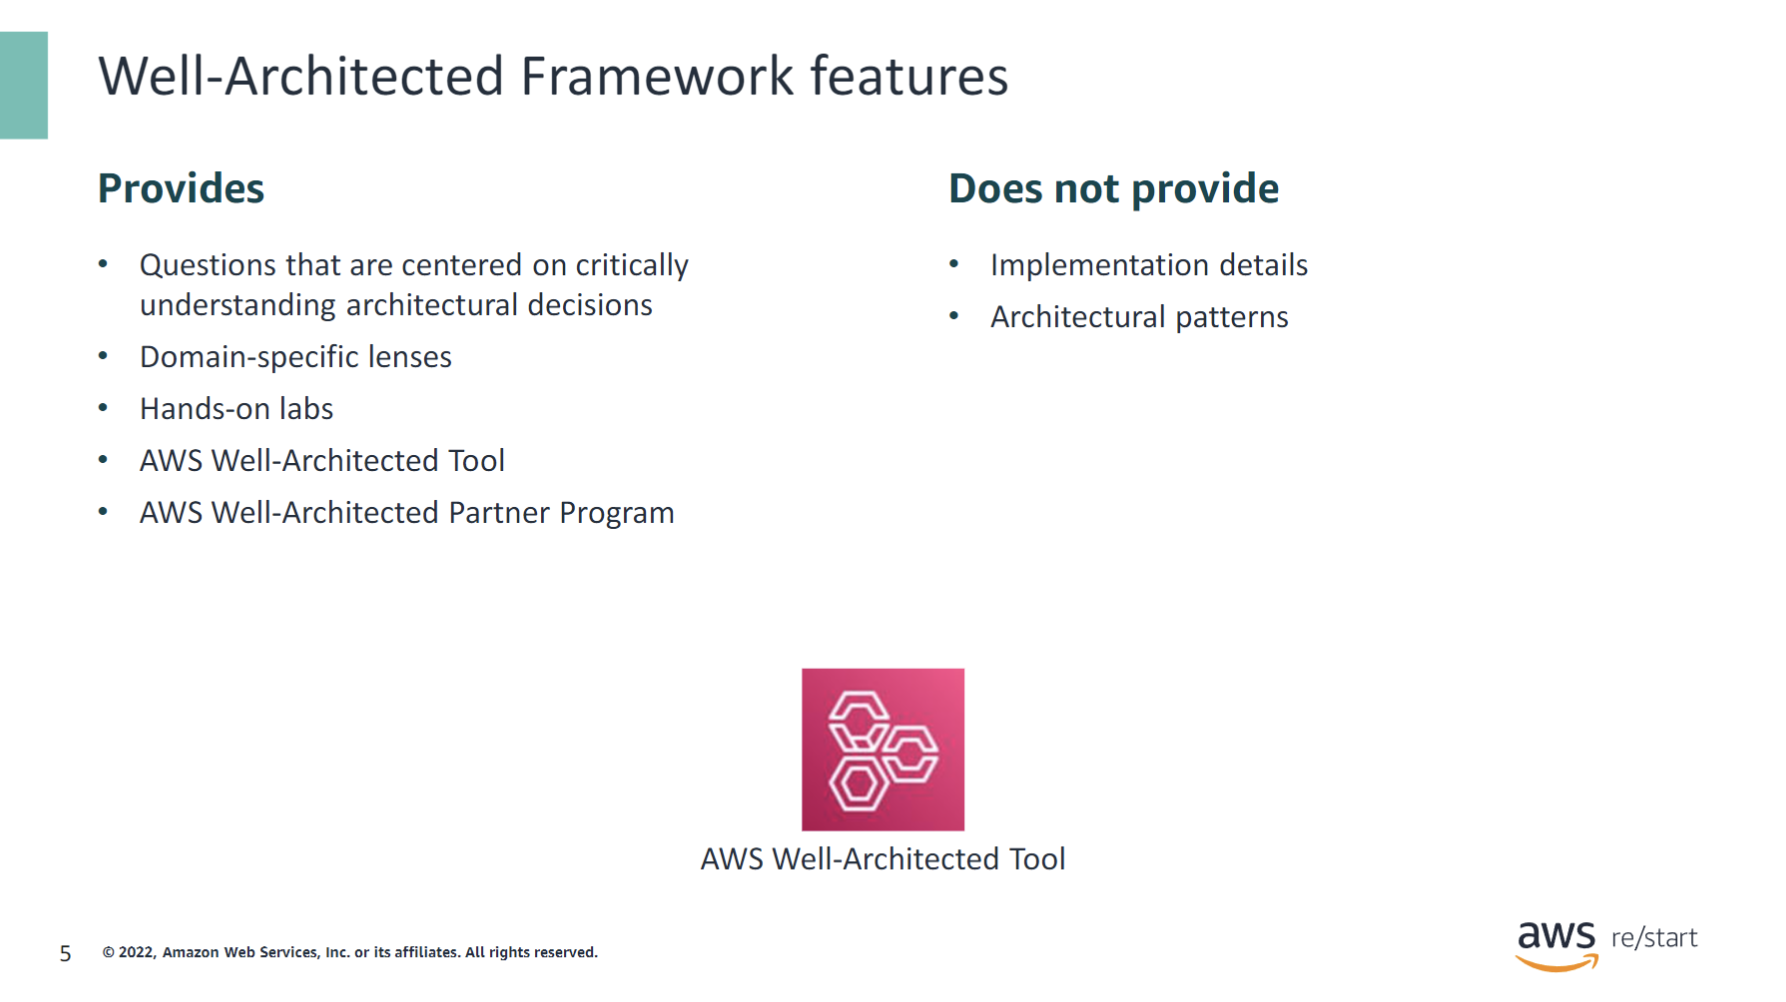 Well-Architected Framework features
Provides
• Questions that are centered on critically
understanding architectural decisions
• Domain-specific lenses
• Hands-on labs
• AWS Well-Architected Tool
• AWS Well-Architected Partner Program
Does not provide
• Implementation details
• Architectural patterns
AWS Well-Architected Tool
5 © 2022, Amazon Web Services, Inc. or its affiliates. All rights reserved.
aws re/start